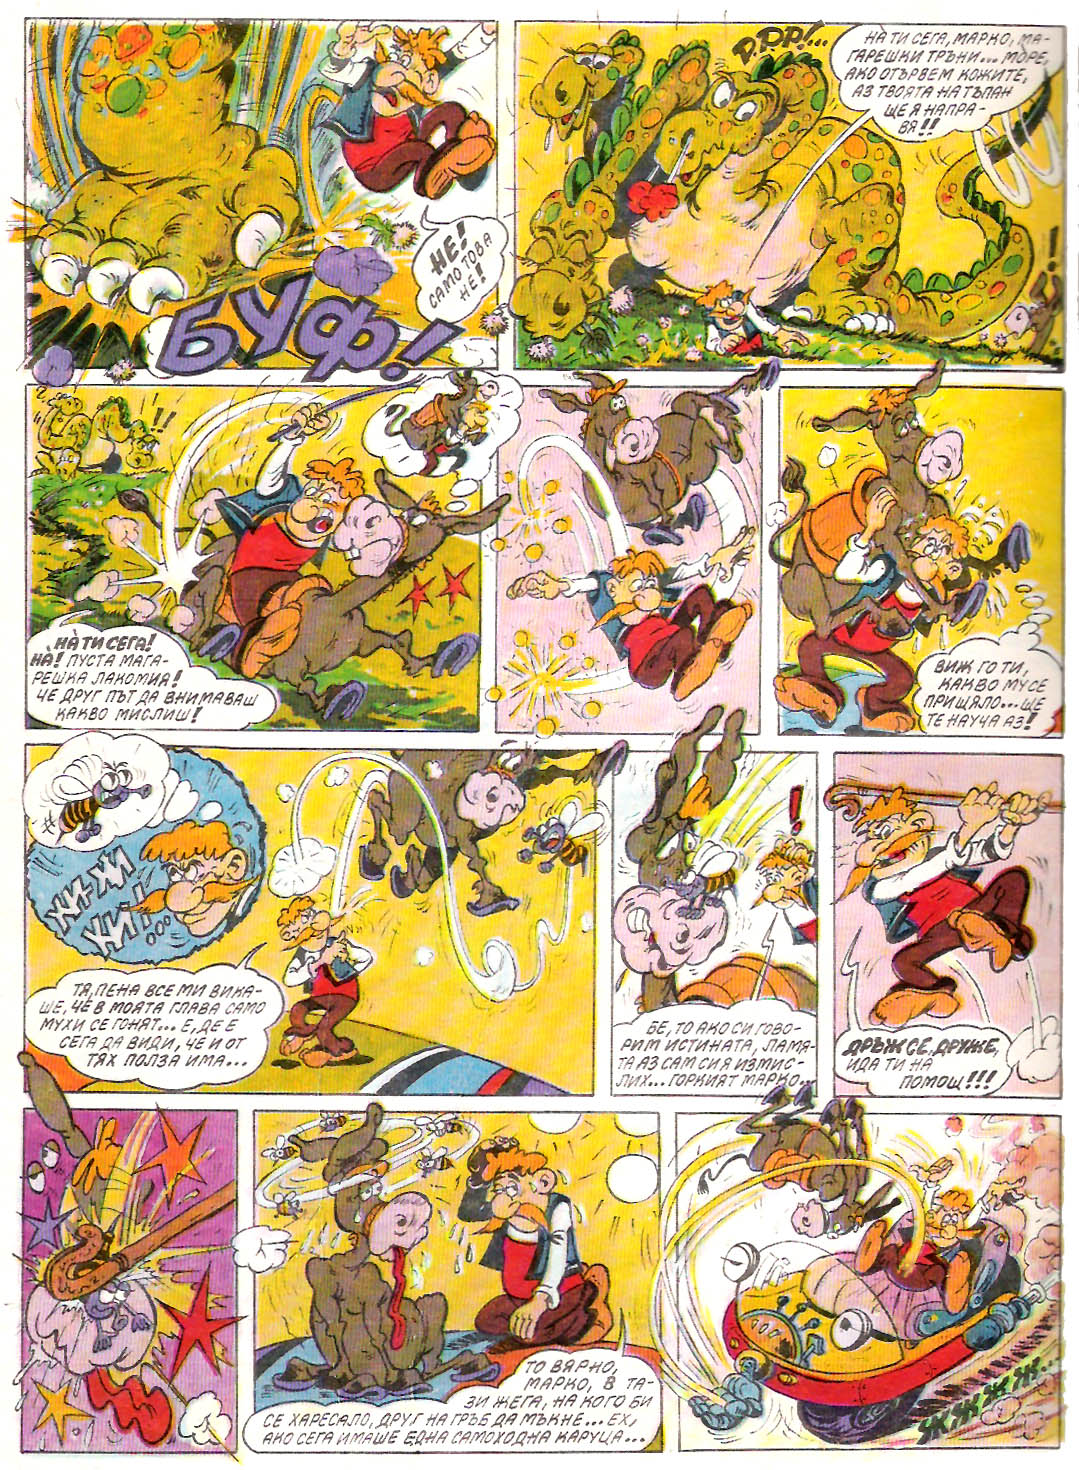 НЕ!
САМО ТОВА
НЕ!
БУФ!
Р.Р.Р!...
НА ТИ СЕГА, МАРКО, МА-
ГАРЕШКИ ТРЪНИ... МОРЕ,
АКО ОТЪРВЕМ КОЖИТЕ,
АЗ ТВОЯТА НА ТЪПАН
ЩЕ Я НАПРА-
ВЯ!!
!!
НА ТИ СЕГА!
НА! ПУСТА МАГА-
РЕШКА ЛАКОМИЯ!
ЧЕ ДРУГ ПЪТ ДА ВНИМАВАШ
КАКВО МИСЛИШ!
ВИЖ ГО ТИ,
КАКВО МУ СЕ
ПРИЩЯЛО... ЩЕ
ТЕ НАУЧА АЗ!
ХИ-ХИ
ХИ!...
ТЯ, ПЕНА ВСЕ МИ ВИКА-
ШЕ, ЧЕ В МОЯТА ГЛАВА САМО
МУХИ СЕ ГОНЯТ... Е, ДЕ Е
СЕГА ДА ВИДИ, ЧЕ И ОТ
ТЯХ ПОЛЗА ИМА...
!
БЕ, ТО АКО СИ ГОВО-
РИМ ИСТИНАТА, ЛАМЯ-
ТА АЗ САМ СИ Я ИЗМИС-
ЛИХ... ГОРКИЯТ МАРКО..
ДРЪЖ СЕ, ДРУЖЕ,
ИДА ТИ НА
ПОМОЩ!!!
ТО ВЯРНО,
МАРКО, В ТА-
ЗИ ЖЕГА, НА КОГО БИ
СЕ ХАРЕСАЛО, ДРУГ НА ГРЪБ ДА МЪКНЕ... ЕХ,
АКО СЕГА ИМАШЕ ЕДНА САМОХОДНА КАРУЦА...
ЖЖЖЖ...